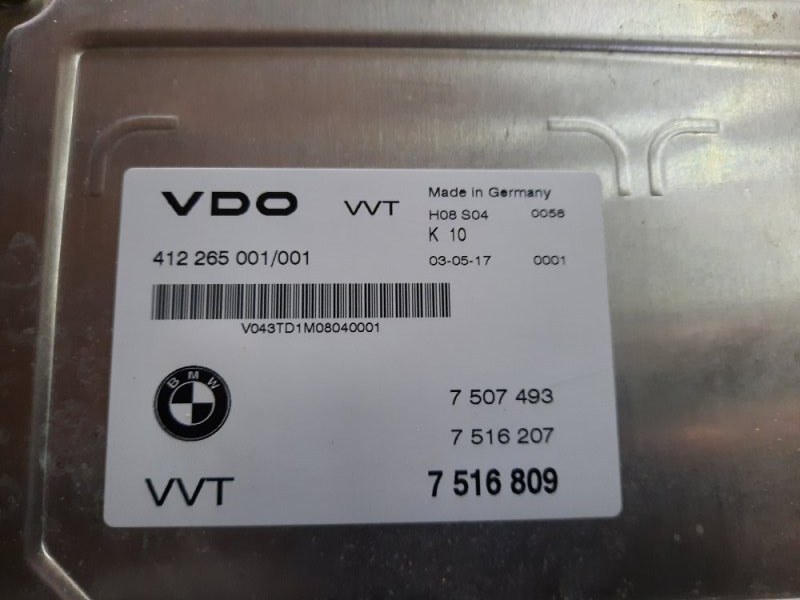 VDO VVT Made in Germany
H08 S04 0056
K 10
412 265 001/001 03-05-17 0001
V043TD1M08040001
BMW 7 507 493
7 516 207
VVT 7 516 809